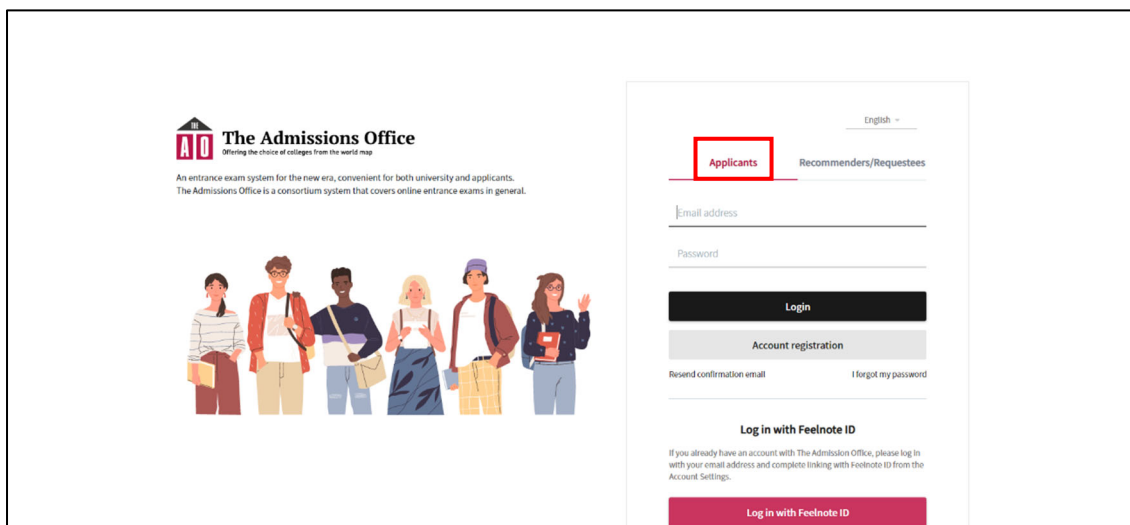 THE
AO
The Admissions Office
Offering the choice of colleges from the world map
An entrance exam system for the new era, convenient for both university and applicants.
The Admissions Office is a consortium system that covers online entrance exams in general.
English
Applicants
Recommenders/Requestees
Email address
Password
Login
Account registration
Resend confirmation email
I forgot my password
Log in with Feelnote ID
If you already have an account with The Admission Office, please log in
with your email address and complete linking with Feelnote ID from the
Account Settings.
Log in with Feelnote ID